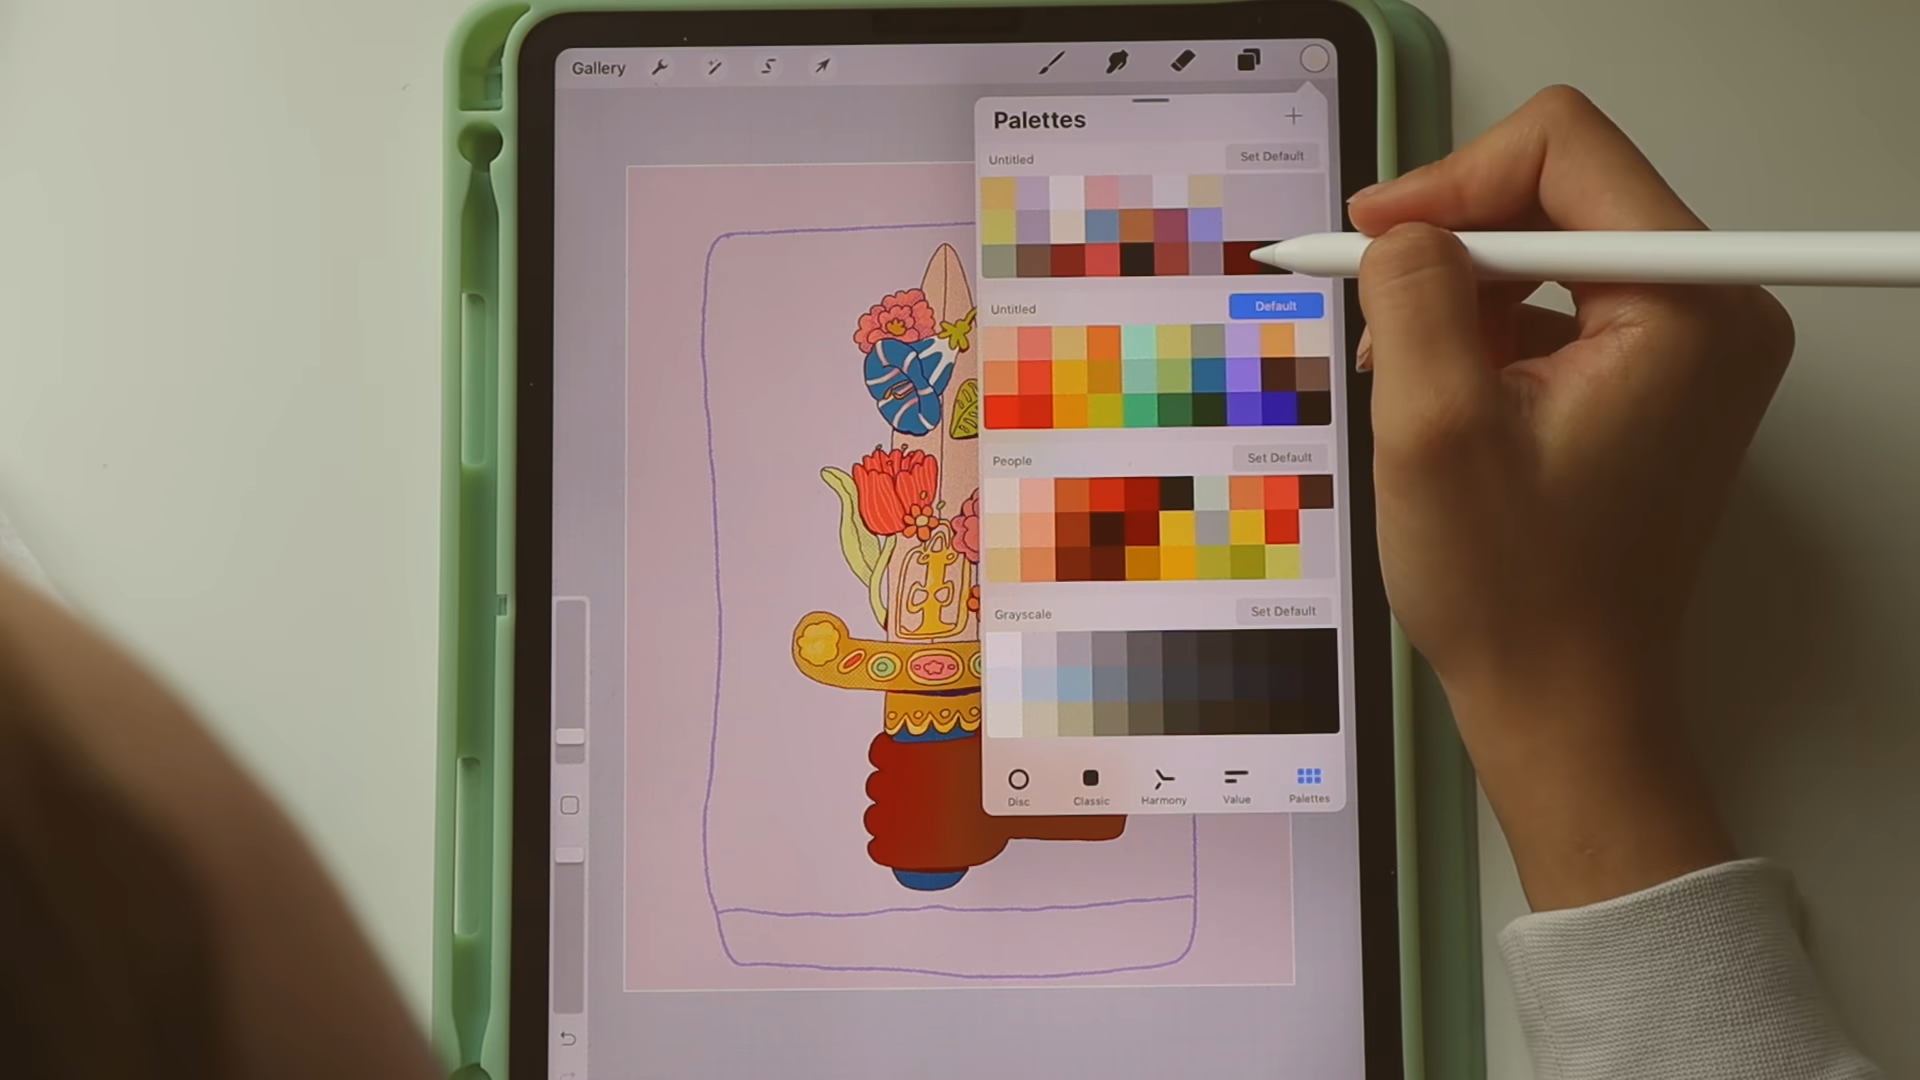 Gallery
Palettes
Untitled
Set Default
Untitled
Default
People
Set Default
Grayscale
Set Default
Disc
Classic
Harmony
Value
Palettes